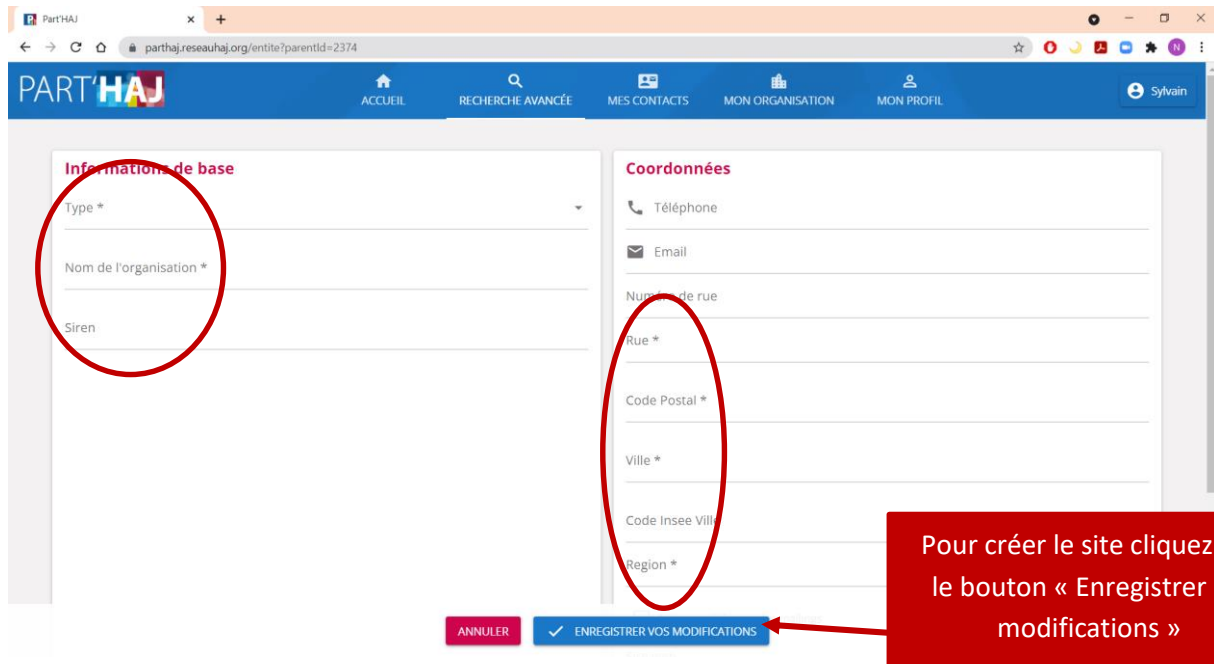 Part'HAJ
parthaj.reseauhaj.org/entite?parentId=2374
N
PART'HAJ
ACCUEIL
RECHERCHE AVANCÉE
MES CONTACTS
MON ORGANISATION
MON PROFIL
Sylvain
Informations de base
Type *
Nom de l'organisation *
Siren
Coordonnées
Téléphone
Email
Numéro de rue
Rue *
Code Postal *
Ville *
Code Insee Ville
Region *
ANNULER
ENREGISTRER VOS MODIFICATIONS
Pour créer le site cliquez
le bouton « Enregistrer
modifications »